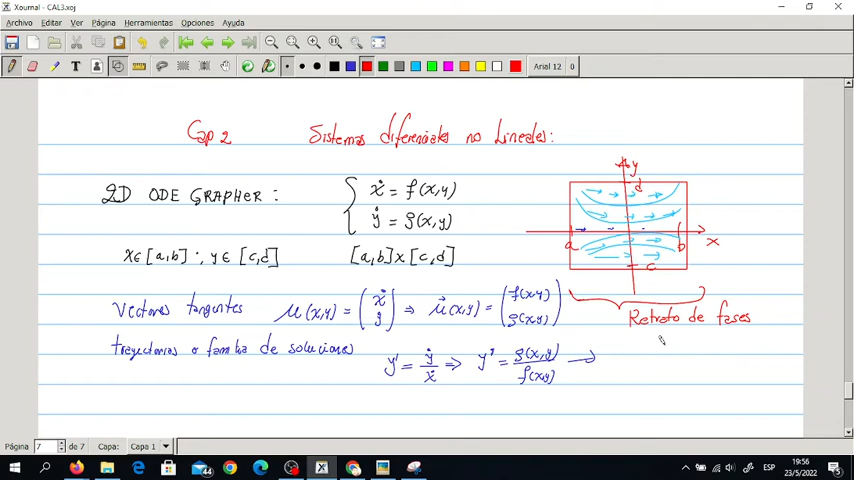 Xournal - CAL3.xoj
Archivo Editar Ver Página Herramientas Opciones Ayuda
Arial 12 0
Cap 2 Sistemas diferenciales no Lineales:
2D ODE GRAPHER: ẋ = f(x,y)
ẏ = g(x,y)
x∈[a,b] ; y∈[c,d] [a,b]x[c,d]
y
d
a b x
c
Retrato de fases
Vectores tangentes μ(x,y) = (ẋ ẏ) ⇒ μ⃗(x,y) = (f(x,y) g(x,y))
trayectorias o familia de soluciones
y' = ẏ/ẋ ⇒ y' = g(x,y)/f(x,y) →
Página 7 de 7 Capa: Capa 1
44
ESP
19:56
23/5/2022